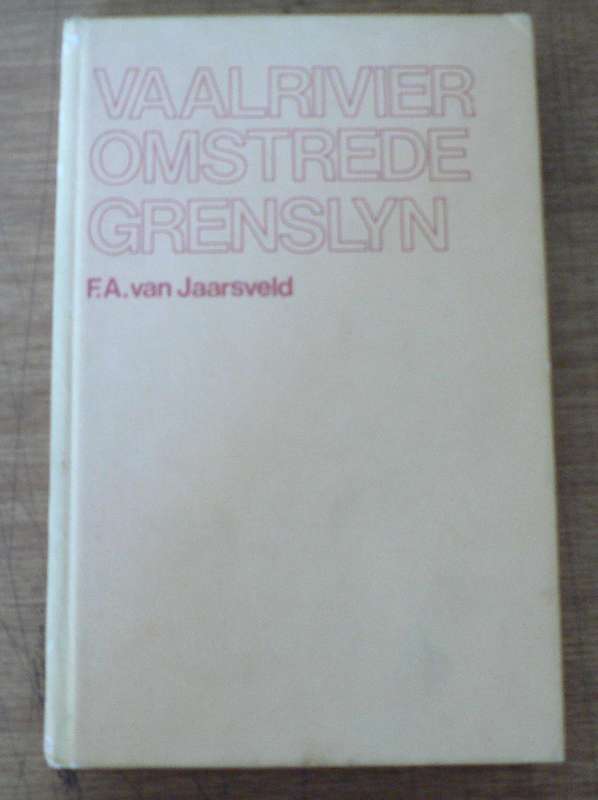 VAALRIVIER
OMSTREDE
GRENSLYN
F.A. van Jaarsveld